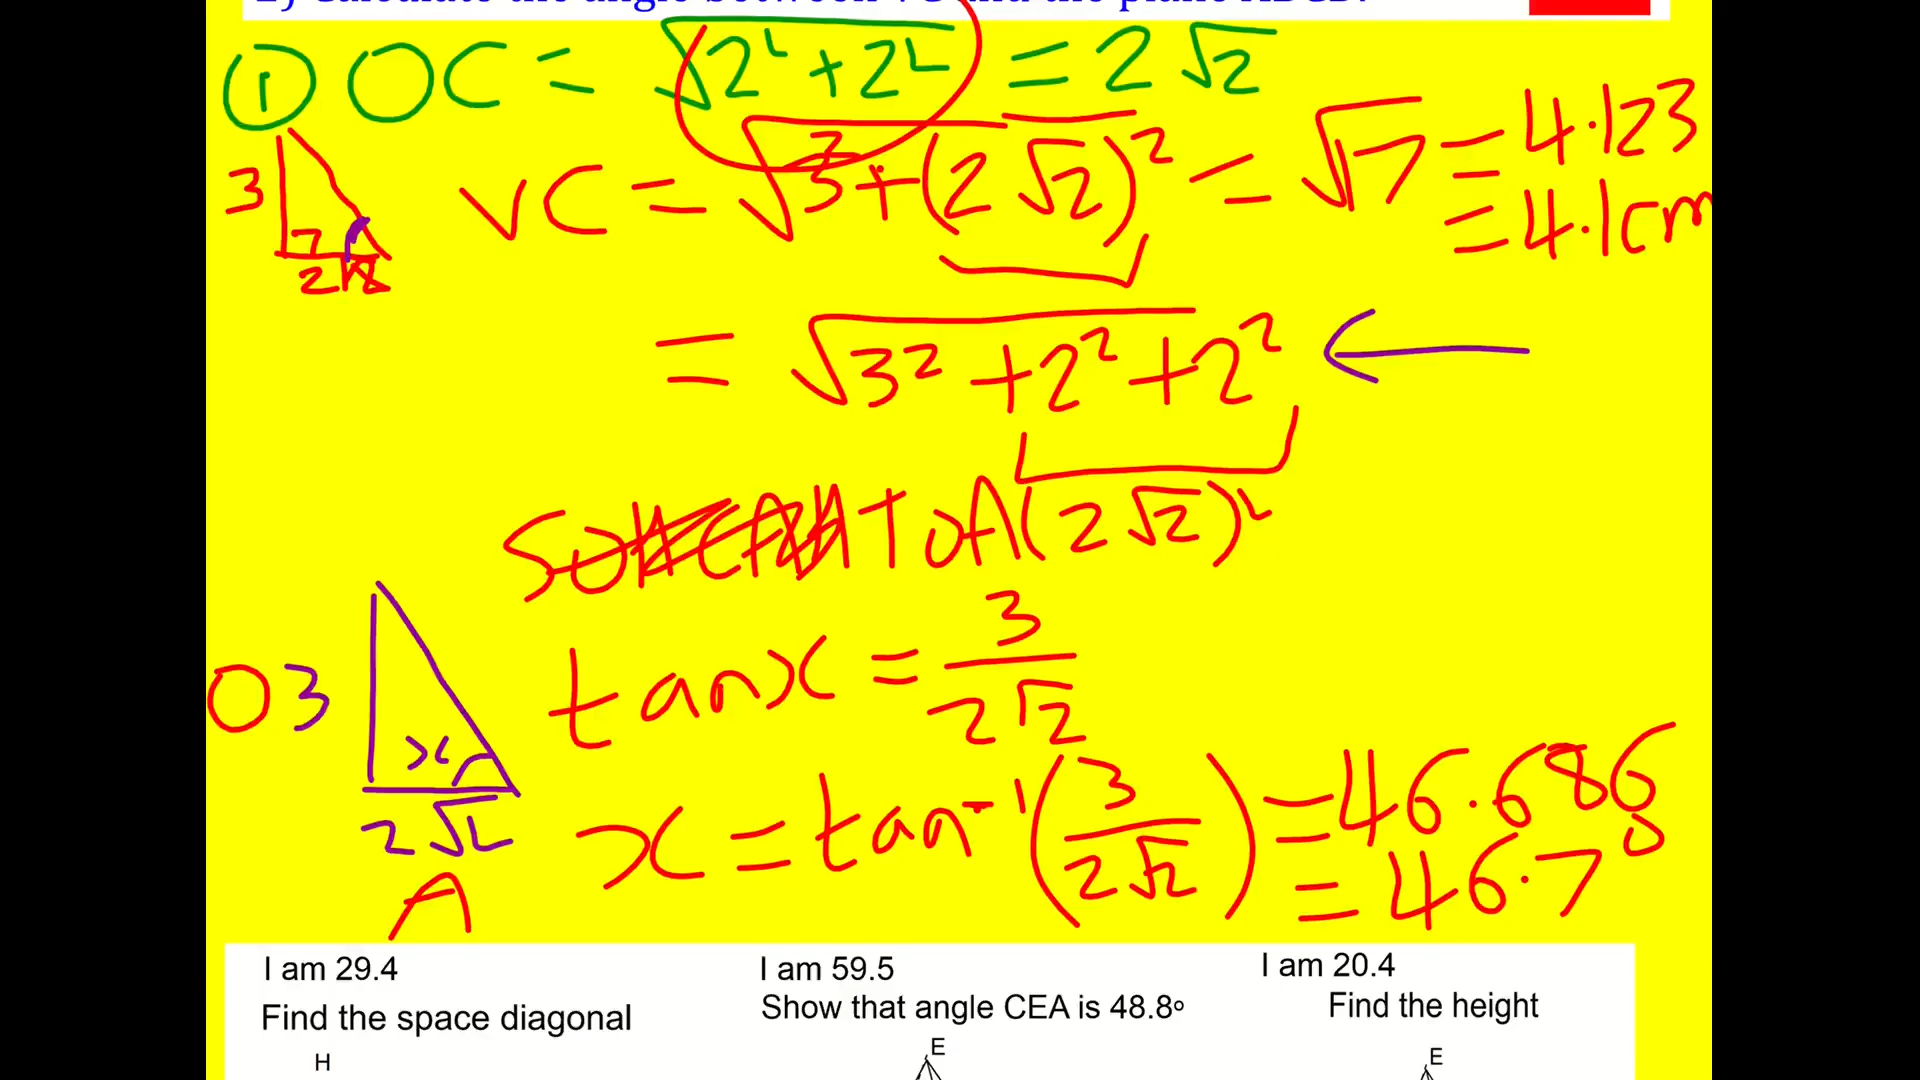 ① OC = √2²+2² = 2√2
3
2√2
VC = √3²+(2√2)² = √17 = 4.123
= 4.1cm
= √3²+2²+2²
TOA (2√2)²
O 3
x
2√2
A
tanx = 3/2√2
x = tan⁻¹(3/2√2) = 46.686
= 46.7°
I am 29.4
Find the space diagonal
H
I am 59.5
Show that angle CEA is 48.8º
E
I am 20.4
Find the height
E